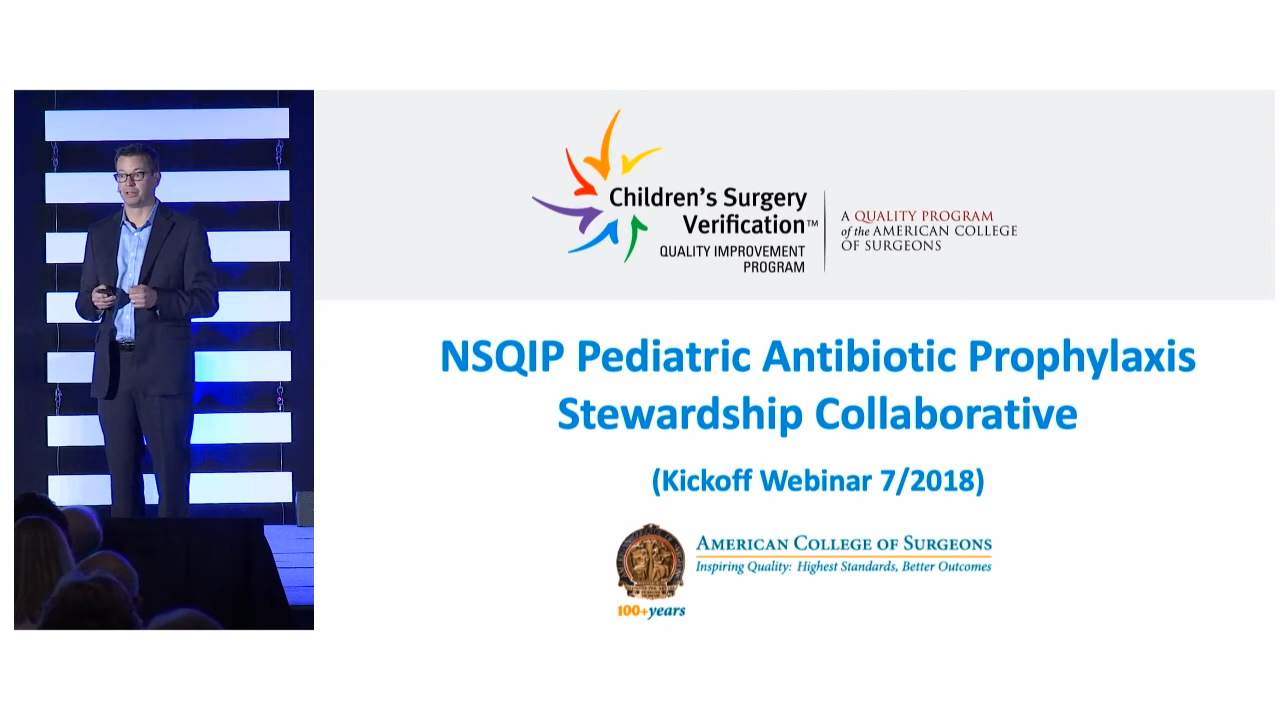 Children's Surgery
Verification™
QUALITY IMPROVEMENT
PROGRAM
A QUALITY PROGRAM
of the AMERICAN COLLEGE
OF SURGEONS
NSQIP Pediatric Antibiotic Prophylaxis
Stewardship Collaborative
(Kickoff Webinar 7/2018)
AMERICAN COLLEGE OF SURGEONS
Inspiring Quality: Highest Standards, Better Outcomes
100+years